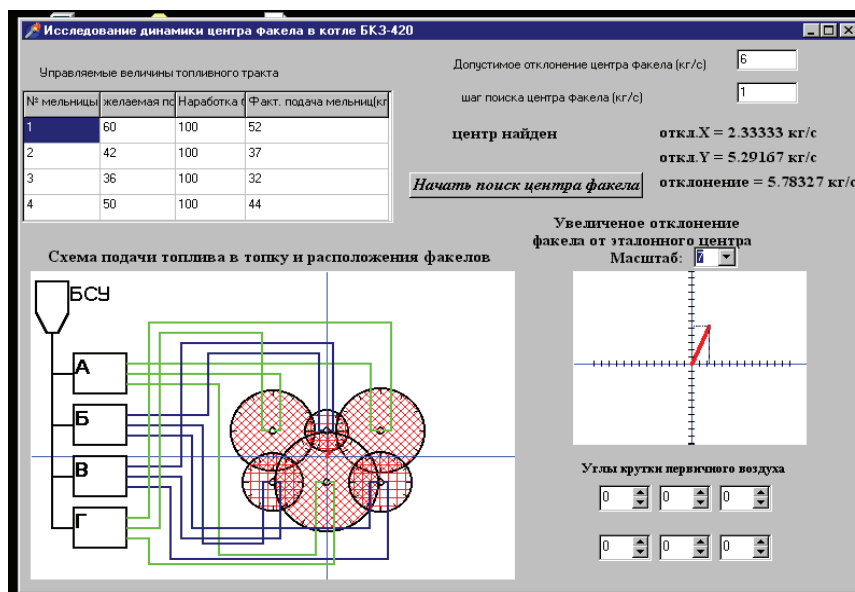 Исследование динамики центра факела в котле БКЗ-420
Управляемые величины топливного тракта
Допустимое отклонение центра факела (кг/с) 6
шаг поиска центра факела (кг/с) 1
№ мельницы желаемая по Наработка б Факт. подача мельниц(кг
1 60 100 52
2 42 100 37
3 36 100 32
4 50 100 44
центр найден
откл.X = 2.33333 кг/с
откл.Y = 5.29167 кг/с
отклонение = 5.78327 кг/с
Начать поиск центра факела
Увеличеное отклонение
факела от эталонного центра
Масштаб: 7
Схема подачи топлива в топку и расположения факелов
БСУ
А
Б
В
Г
Углы крутки первичного воздуха
0 0 0
0 0 0